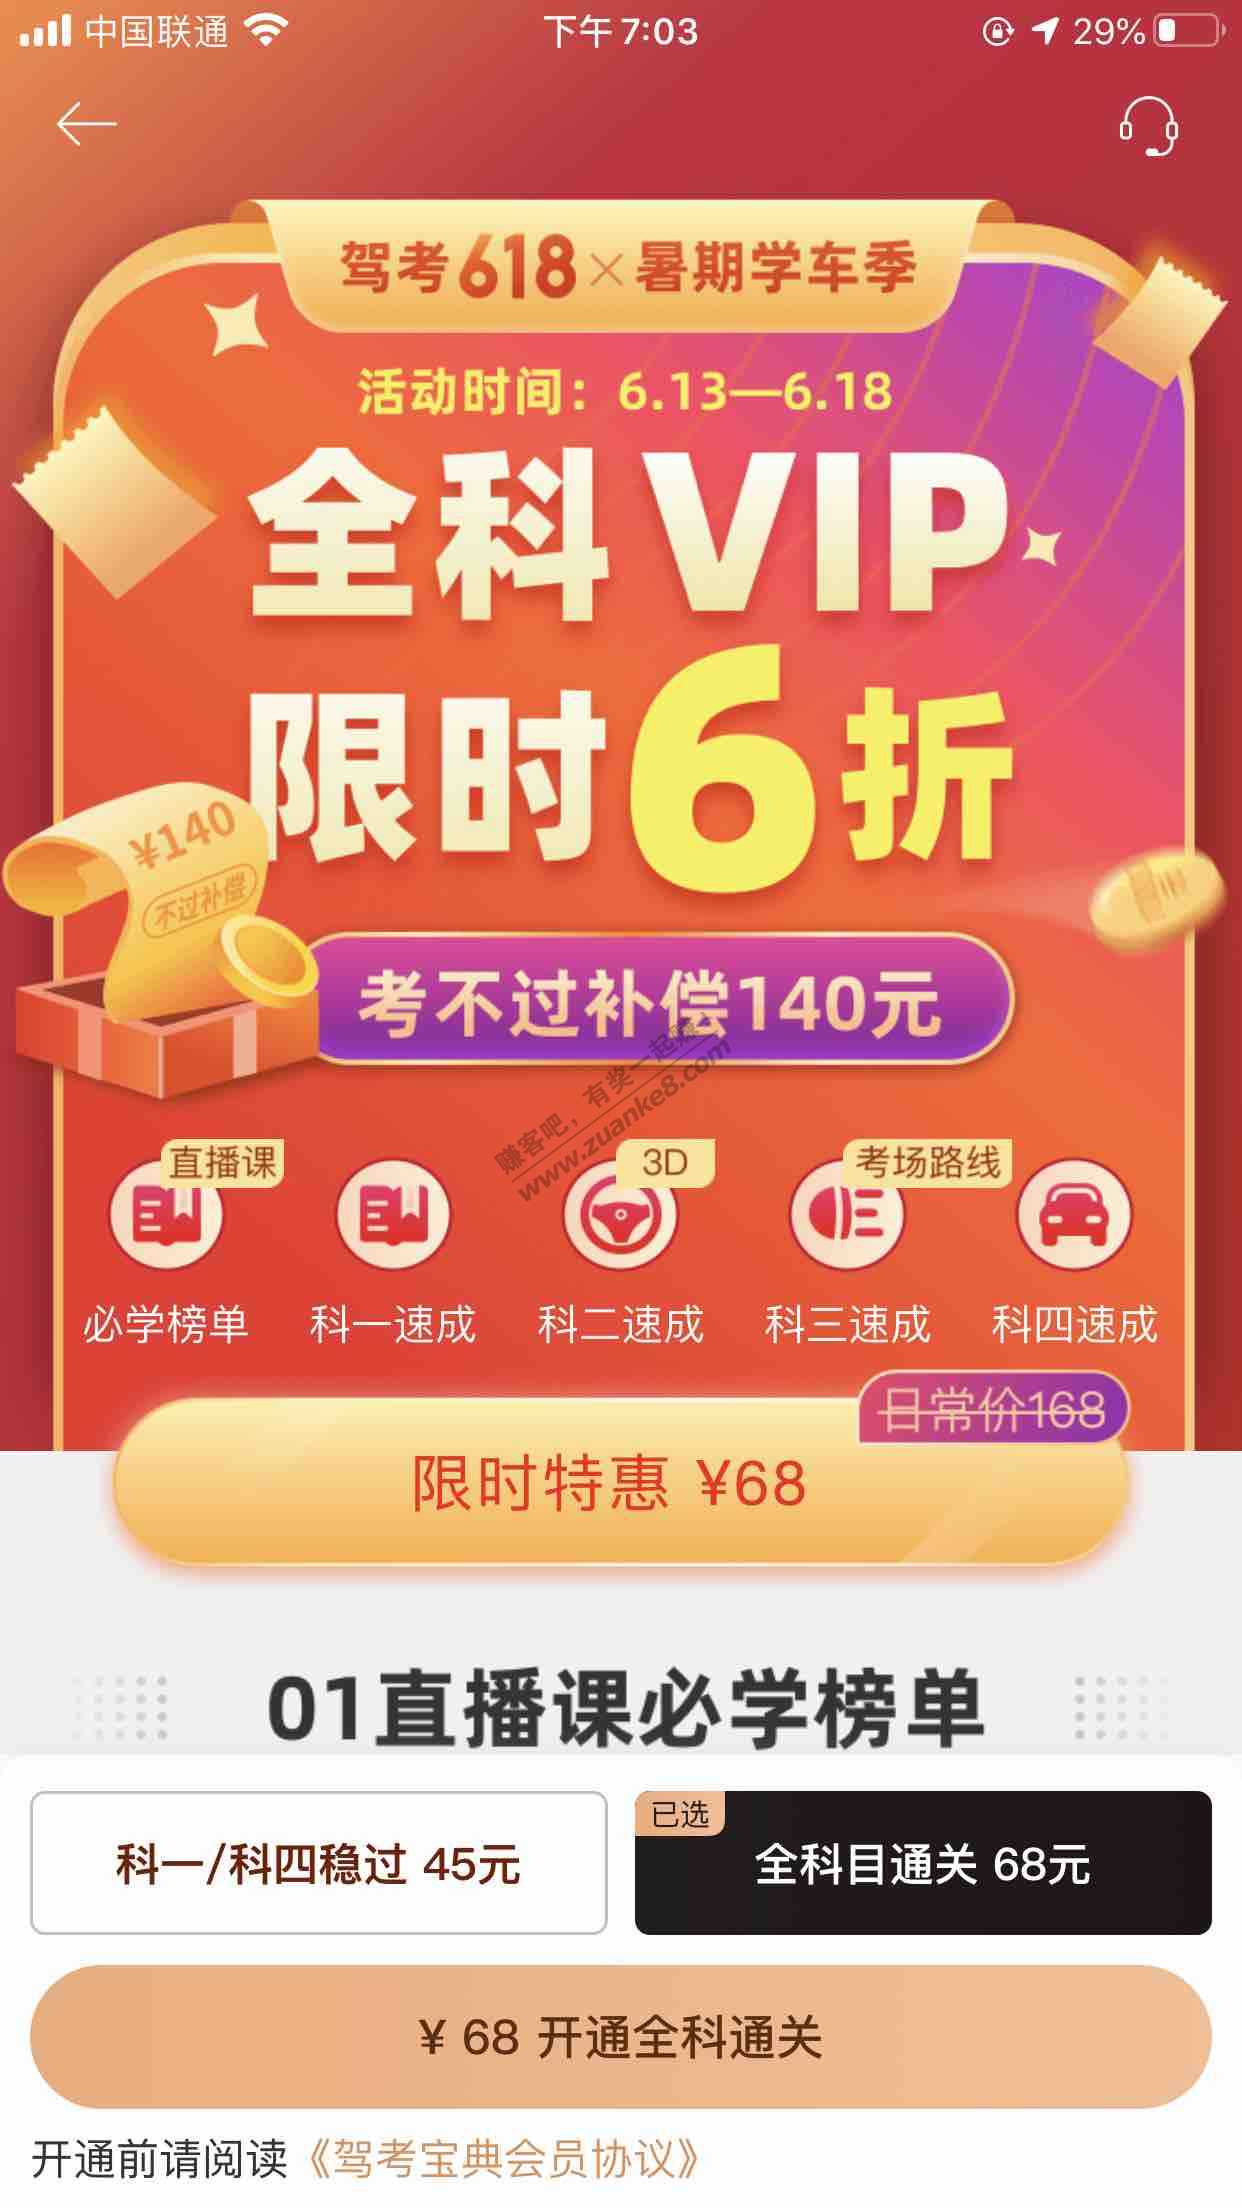 中国联通
下午7:03
29%
驾考618×暑期学车季
活动时间：6.13—6.18
全科VIP
限时6折
¥140
不过补偿
考不过补偿140元
赚客吧，有奖一起赚
www.zuanke8.com
直播课
3D
考场路线
必学榜单
科一速成
科二速成
科三速成
科四速成
日常价168
限时特惠 ¥68
01直播课必学榜单
科一/科四稳过 45元
已选
全科目通关 68元
¥ 68 开通全科通关
开通前请阅读《驾考宝典会员协议》